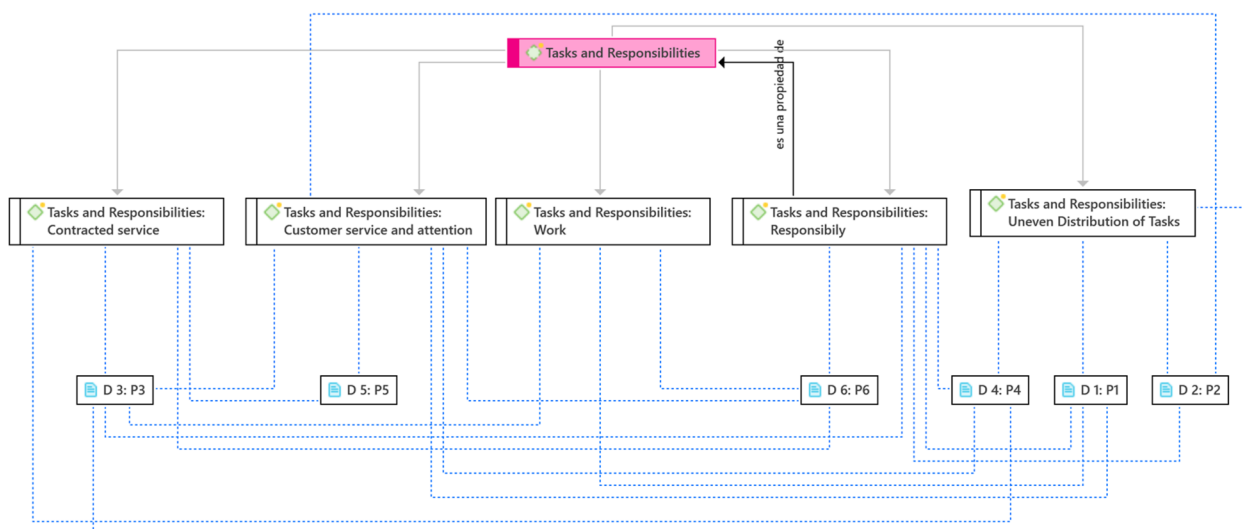 Tasks and Responsibilities
es una propiedad de
Tasks and Responsibilities:
Contracted service
Tasks and Responsibilities:
Customer service and attention
Tasks and Responsibilities:
Work
Tasks and Responsibilities:
Responsibily
Tasks and Responsibilities:
Uneven Distribution of Tasks
D 3: P3
D 5: P5
D 6: P6
D 4: P4
D 1: P1
D 2: P2